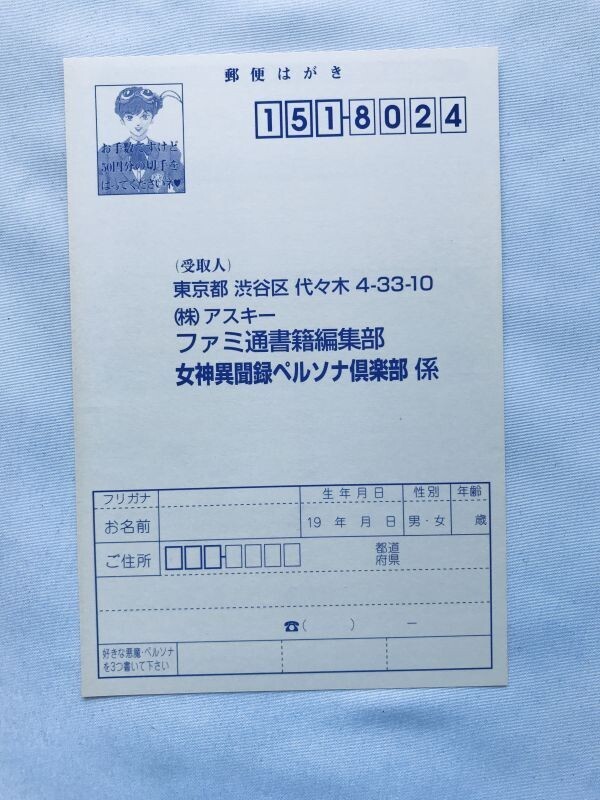 郵便はがき
お手数ですけど
50円分の切手を
はってくださいネ♥
1518024
(受取人)
東京都 渋谷区 代々木 4-33-10
㈱アスキー
ファミ通書籍編集部
女神異聞録ペルソナ倶楽部 係
フリガナ 生年月日 性別 年齢
お名前 19 年 月 日 男・女 歳
ご住所 都道
府県
☎( ) －
好きな悪魔・ペルソナ
を3つ書いて下さい